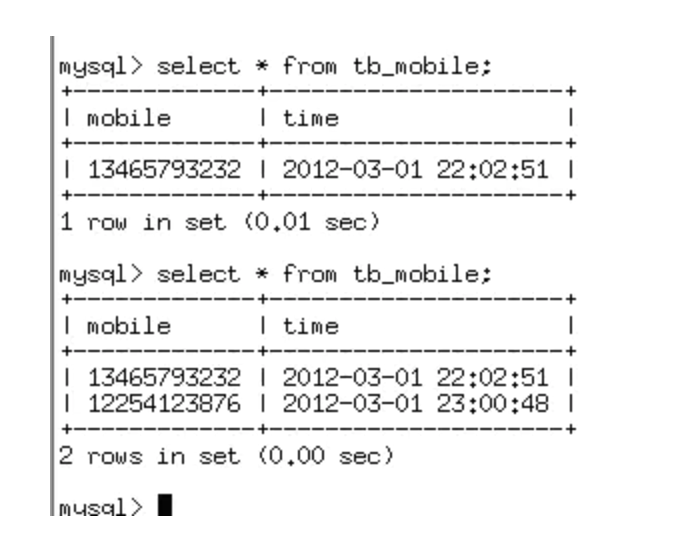 mysql> select * from tb_mobile;
+-------------+---------------------+
| mobile      | time                |
+-------------+---------------------+
| 13465793232 | 2012-03-01 22:02:51 |
+-------------+---------------------+
1 row in set (0.01 sec)
mysql> select * from tb_mobile;
+-------------+---------------------+
| mobile      | time                |
+-------------+---------------------+
| 13465793232 | 2012-03-01 22:02:51 |
| 12254123876 | 2012-03-01 23:00:48 |
+-------------+---------------------+
2 rows in set (0.00 sec)
mysql>